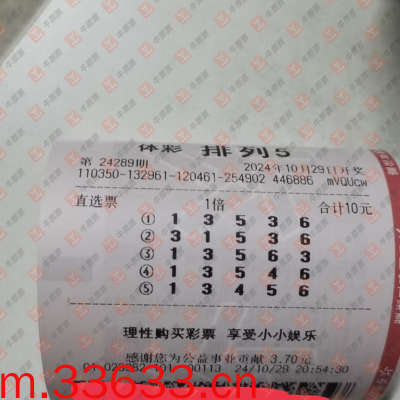 体彩 排列5
第 24289期 2024年10月29日开奖
110350-132961-120461-254902 446886 mVQUcw
直选票 1倍 合计10元
① 1 3 5 3 6
② 3 1 5 3 6
③ 1 3 5 6 3
④ 1 3 5 4 6
⑤ 1 3 4 5 6
理性购买彩票 享受小小娱乐
感谢您为公益事业贡献 3.70元
24/10/28 20:54:30
m.33633.cn